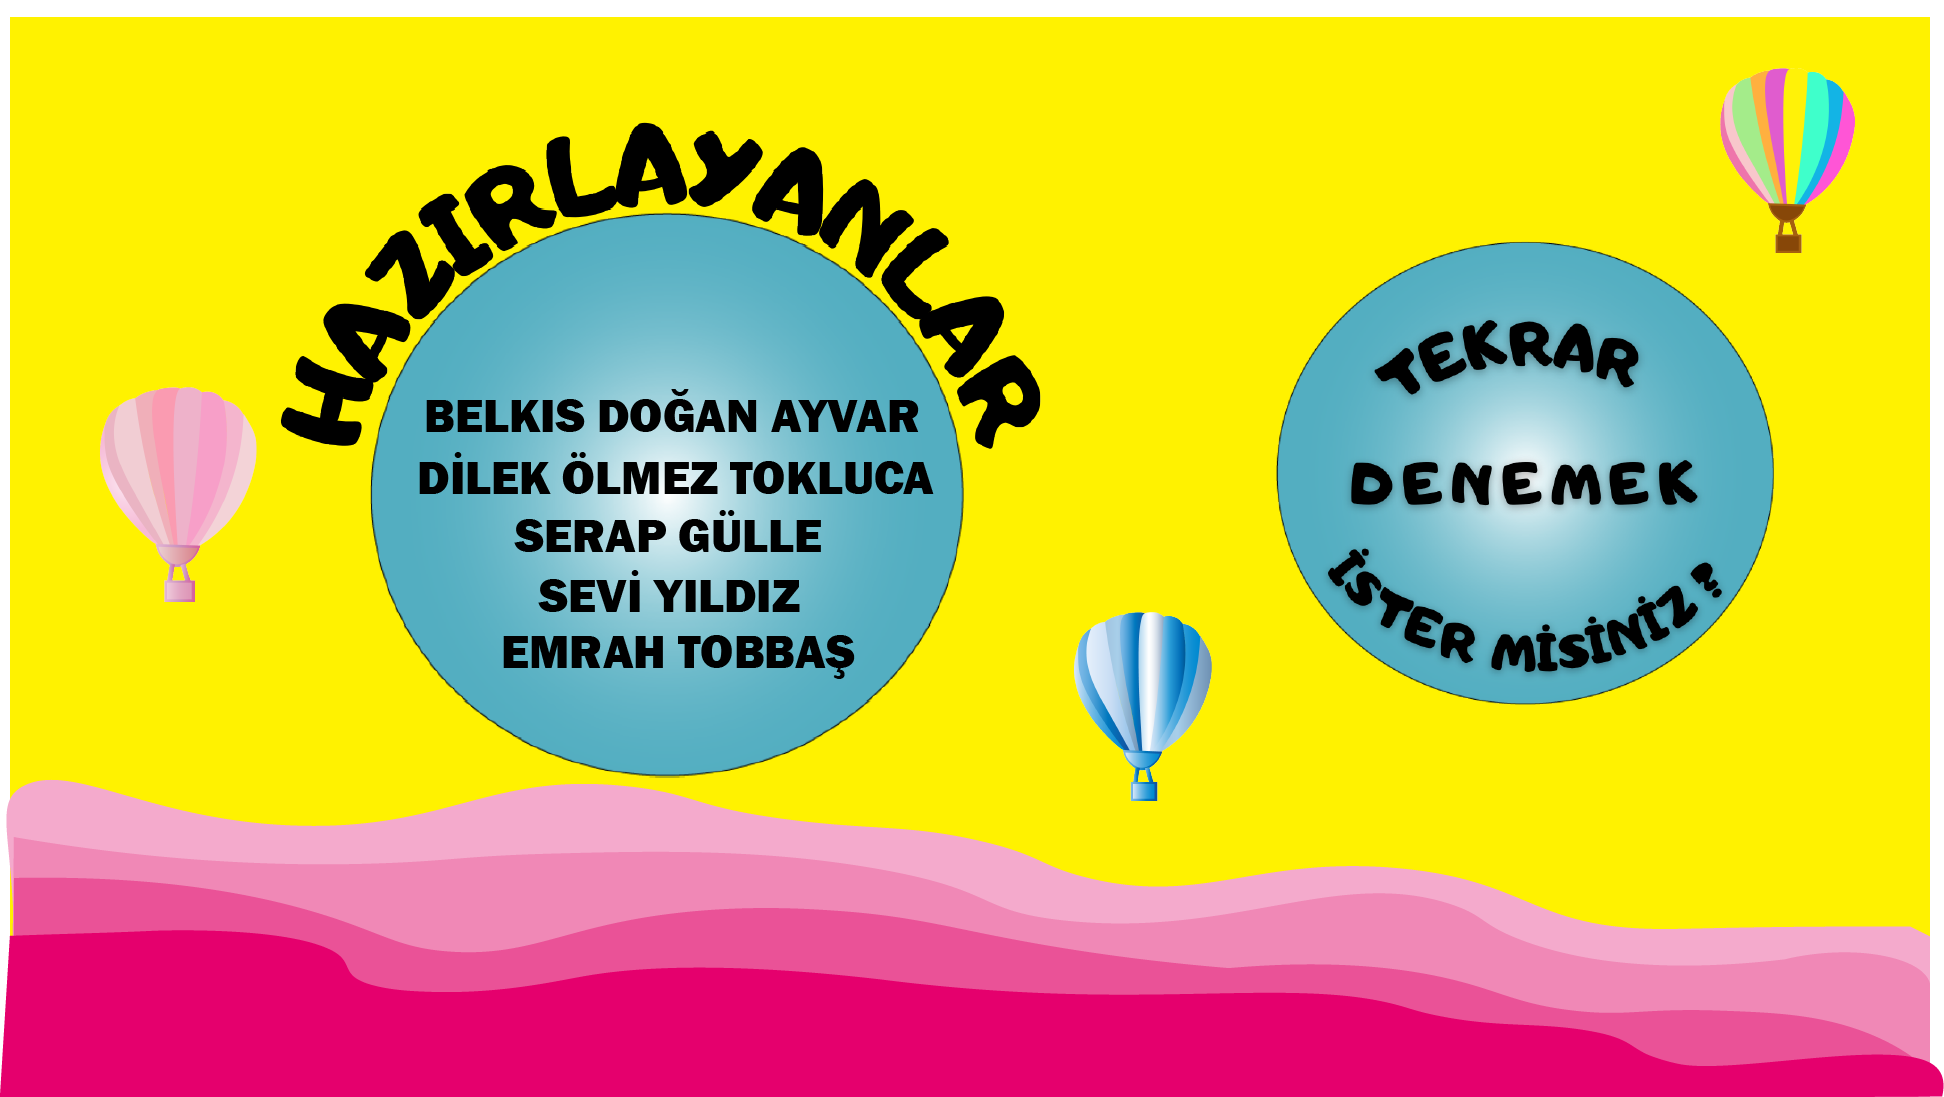 HAZIRLAYANLAR
BELKIS DOĞAN AYVAR
DİLEK ÖLMEZ TOKLUCA
SERAP GÜLLE
SEVİ YILDIZ
EMRAH TOBBAŞ
TEKRAR
DENEMEK
İSTER MİSİNİZ ?